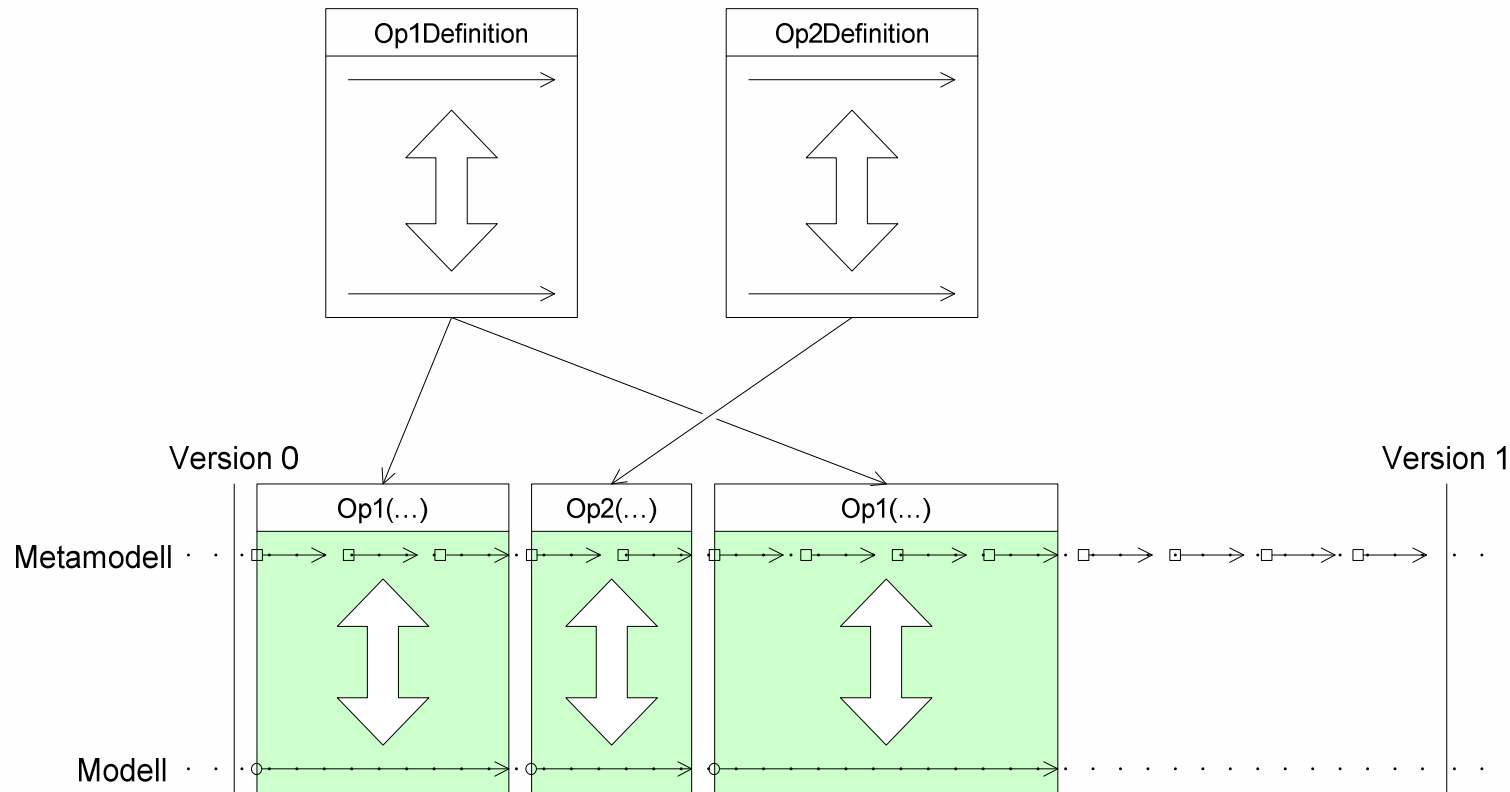 Op1Definition
Op2Definition
Version 0
Version 1
Op1(…)
Op2(…)
Op1(…)
Metamodell
Modell